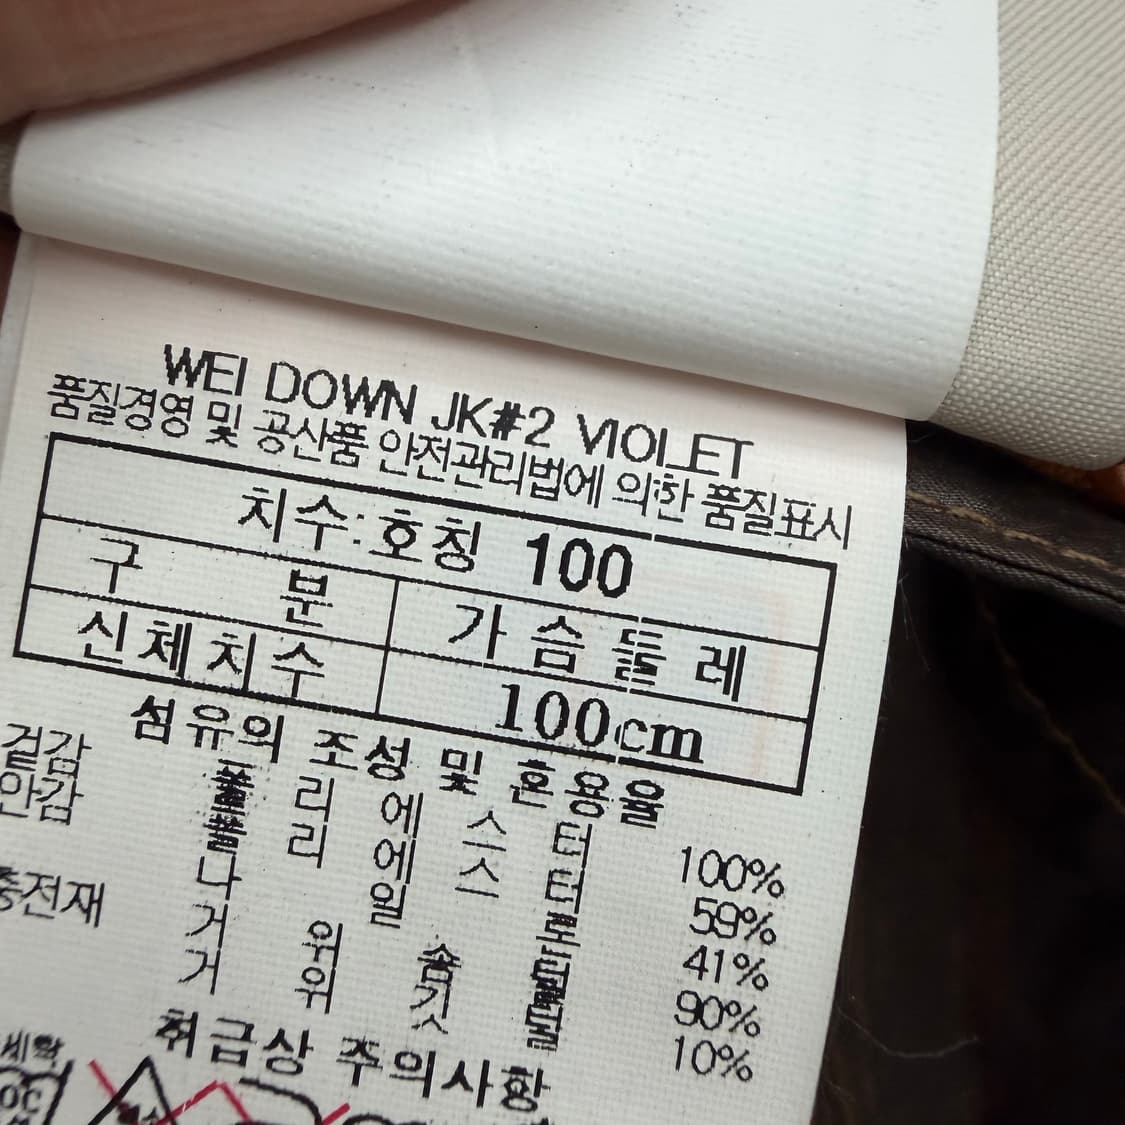 WEI DOWN JK#2 VIOLET
품질경영 및 공산품 안전관리법에 의한 품질표시
치수:호칭 100
구 분 가슴둘레
신체치수 100cm
섬유의 조성 및 혼용율
겉감 폴리에스터 100%
안감 폴리에스터 59%
나일론 41%
충전재 거위솜털 90%
거위깃털 10%
취급상 주의사항